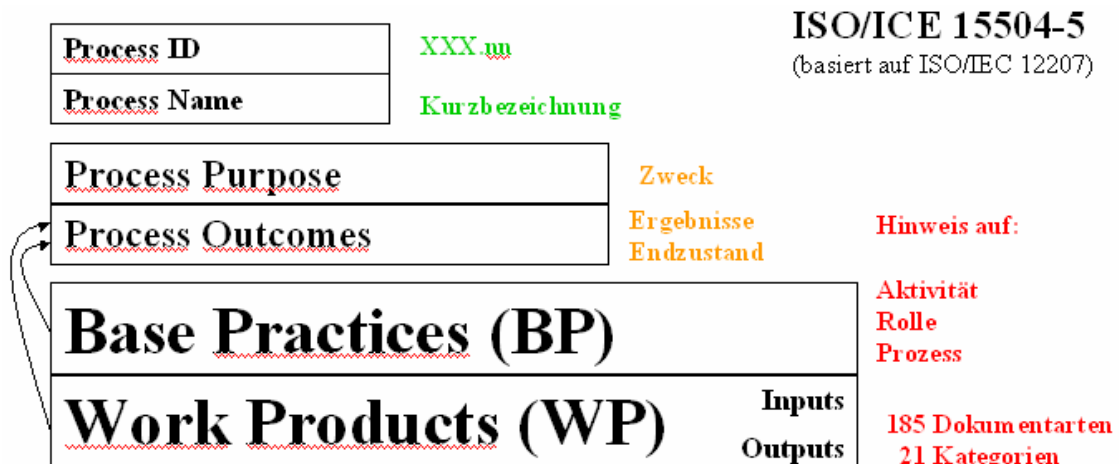 ISO/ICE 15504-5
(basiert auf ISO/IEC 12207)
Process ID
XXX.nn
Process Name
Kurzbezeichnung
Process Purpose
Zweck
Process Outcomes
Ergebnisse
Endzustand
Hinweis auf:
Base Practices (BP)
Aktivität
Rolle
Prozess
Work Products (WP)
Inputs
Outputs
185 Dokumentarten
21 Kategorien